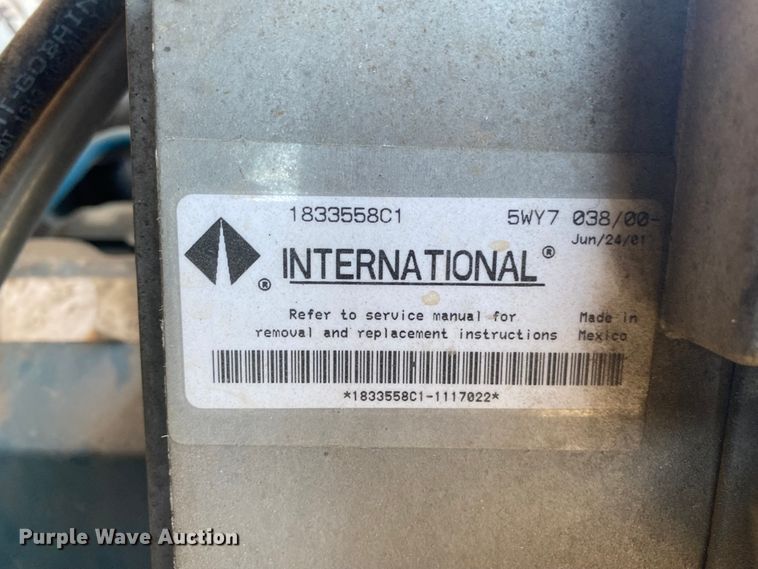 1833558C1 5WY7 038/00-
Jun/24/01
® INTERNATIONAL®
Refer to service manual for Made in
removal and replacement instructions Mexico
*1833558C1-1117022*
Purple Wave Auction